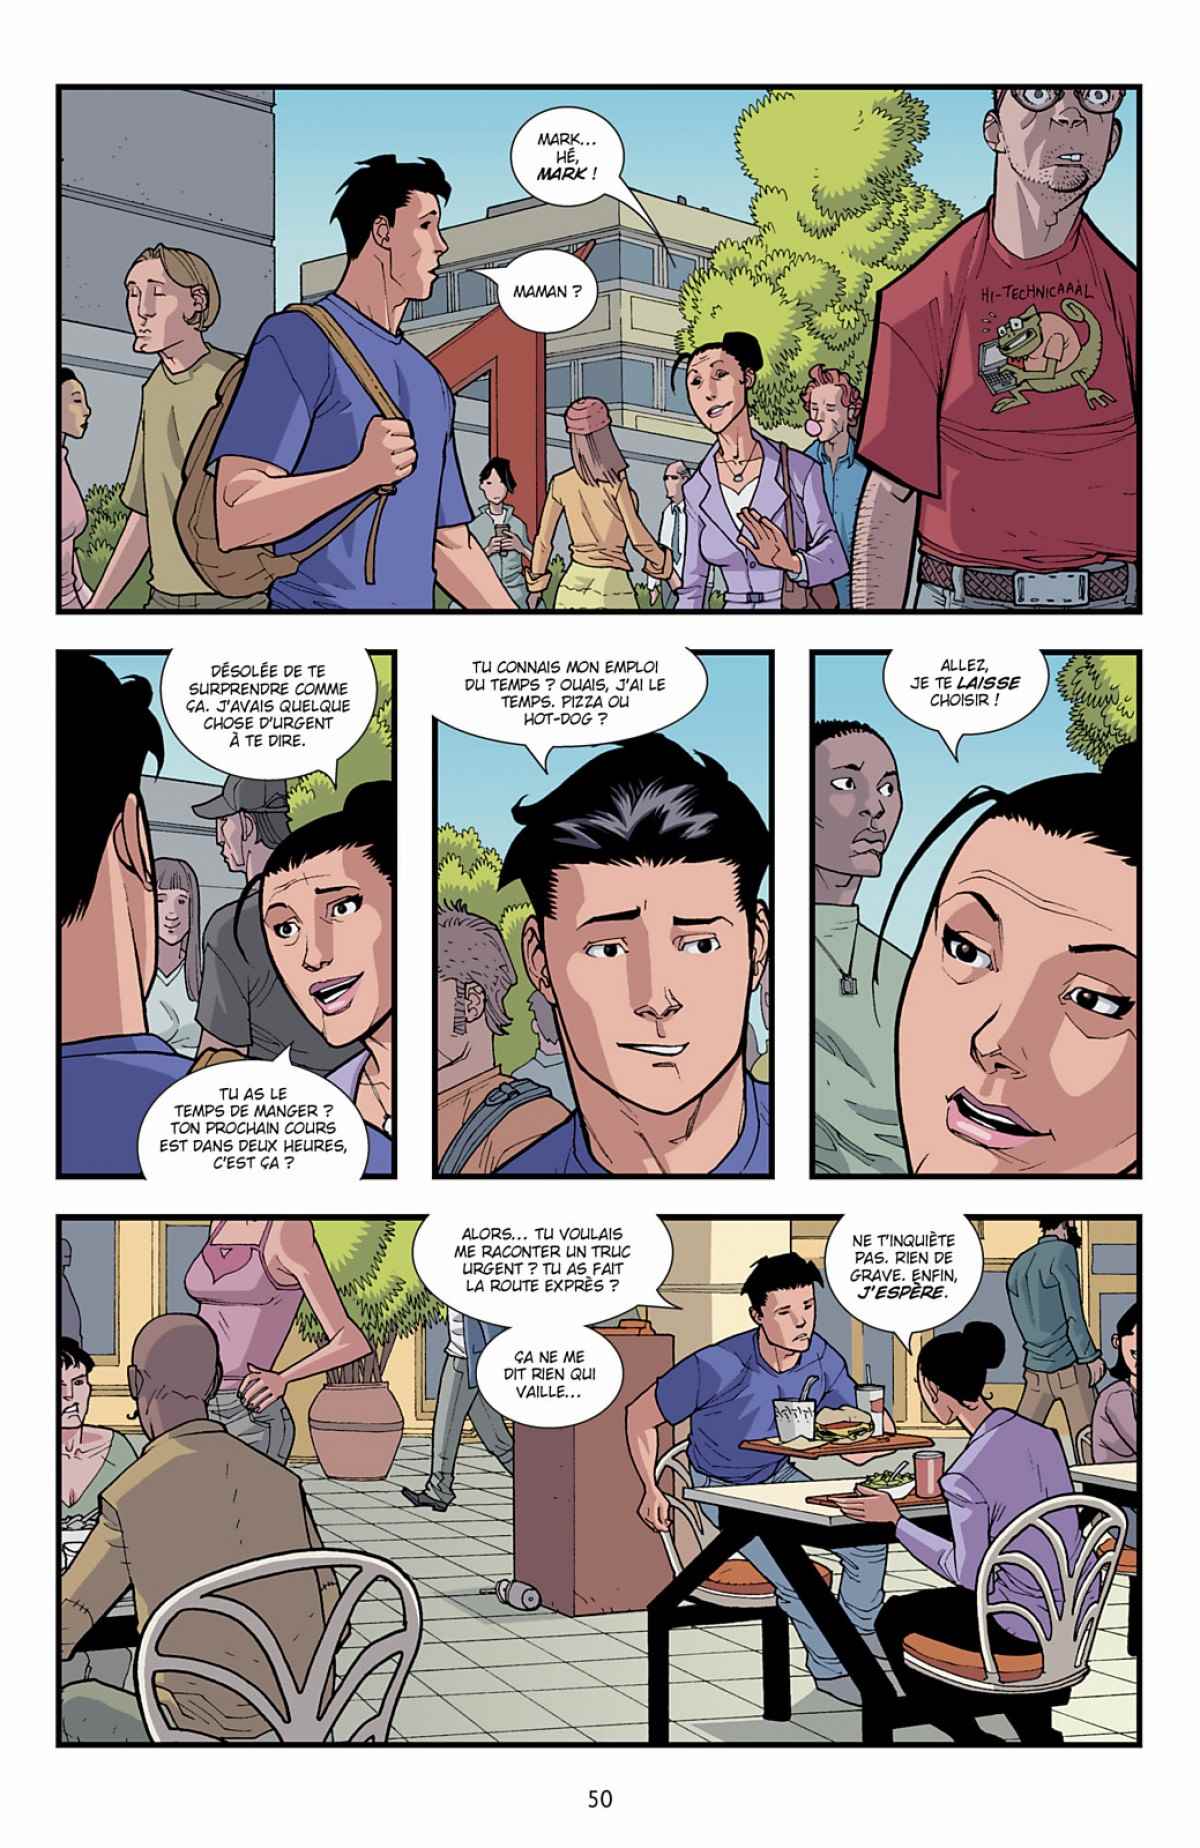 MARK...
HÉ,
MARK !
MAMAN ?
HI-TECHNICAAÀL
DÉSOLÉE DE TE
SURPRENDRE COMME
ÇA. J'AVAIS QUELQUE
CHOSE D'URGENT
À TE DIRE.
TU AS LE
TEMPS DE MANGER ?
TON PROCHAIN COURS
EST DANS DEUX HEURES,
C'EST ÇA ?
TU CONNAIS MON EMPLOI
DU TEMPS ? OUAIS, J'AI LE
TEMPS. PIZZA OU
HOT-DOG ?
ALLEZ,
JE TE LAISSE
CHOISIR !
ALORS... TU VOULAIS
ME RACONTER UN TRUC
URGENT ? TU AS FAIT
LA ROUTE EXPRÈS ?
ÇA NE ME
DIT RIEN QUI
VAILLE...
NE T'INQUIÈTE
PAS. RIEN DE
GRAVE. ENFIN,
J'ESPÈRE.
50